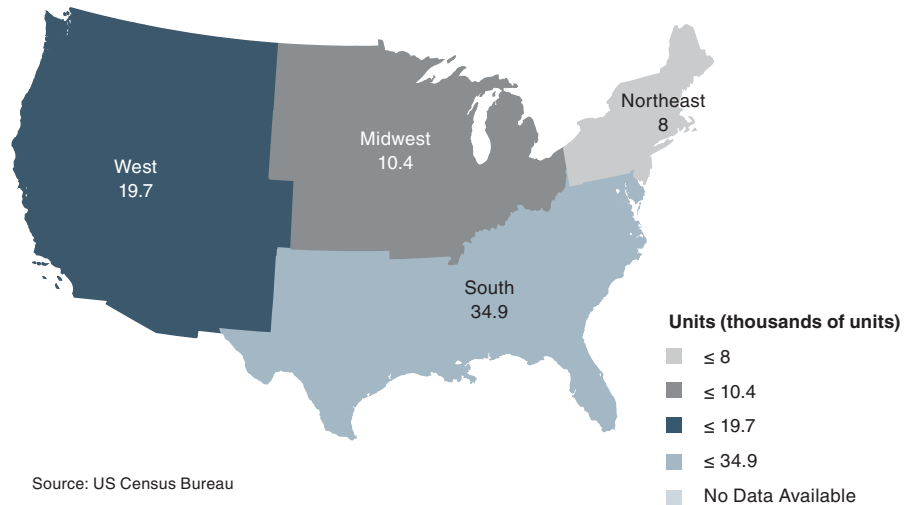 Northeast
8
Midwest
10.4
West
19.7
South
34.9
Units (thousands of units)
≤ 8
≤ 10.4
≤ 19.7
≤ 34.9
No Data Available
Source: US Census Bureau